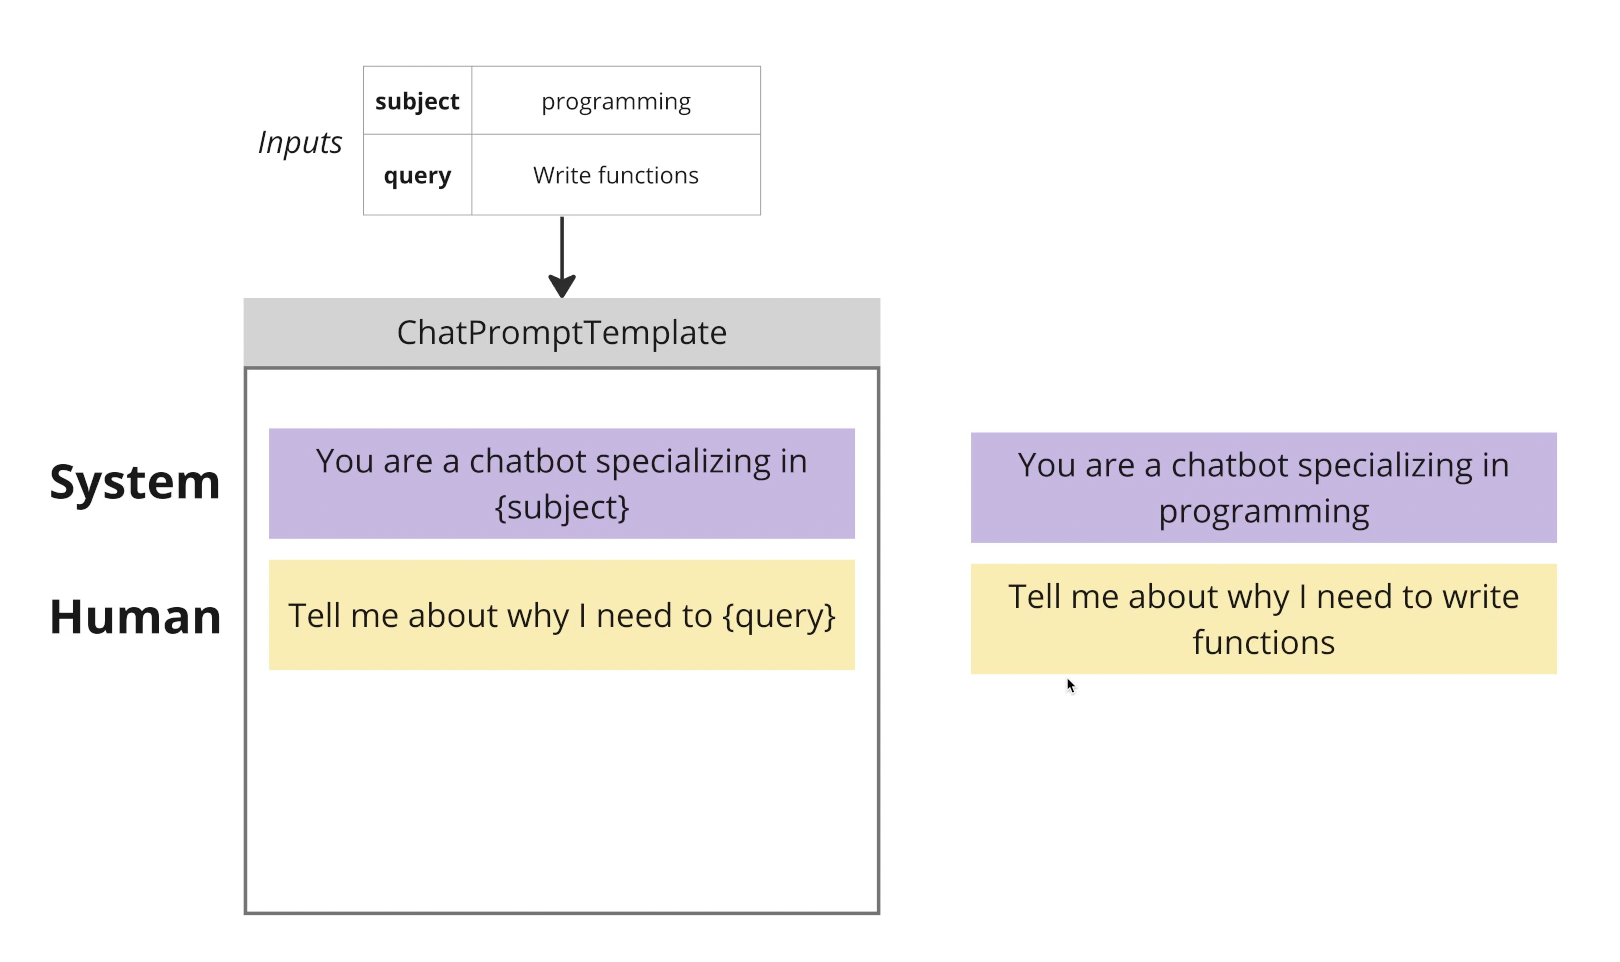 Inputs
subject programming
query Write functions
ChatPromptTemplate
System
You are a chatbot specializing in
{subject}
Human
Tell me about why I need to {query}
You are a chatbot specializing in
programming
Tell me about why I need to write
functions